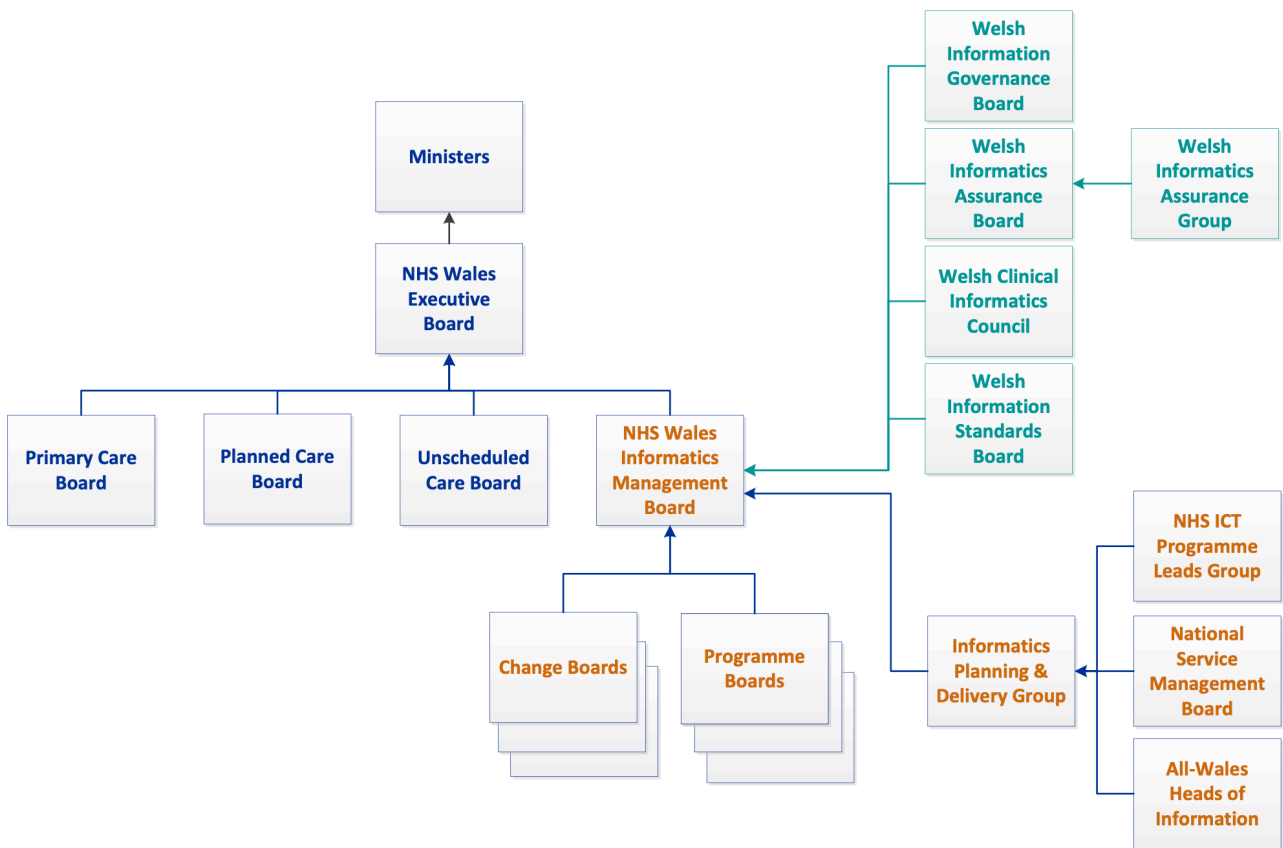 Welsh
Information
Governance
Board
Ministers
Welsh
Informatics
Assurance
Board
Welsh
Informatics
Assurance
Group
NHS Wales
Executive
Board
Welsh Clinical
Informatics
Council
Welsh
Information
Standards
Board
Primary Care
Board
Planned Care
Board
Unscheduled
Care Board
NHS Wales
Informatics
Management
Board
NHS ICT
Programme
Leads Group
Change Boards
Programme
Boards
Informatics
Planning &
Delivery Group
National
Service
Management
Board
All-Wales
Heads of
Information